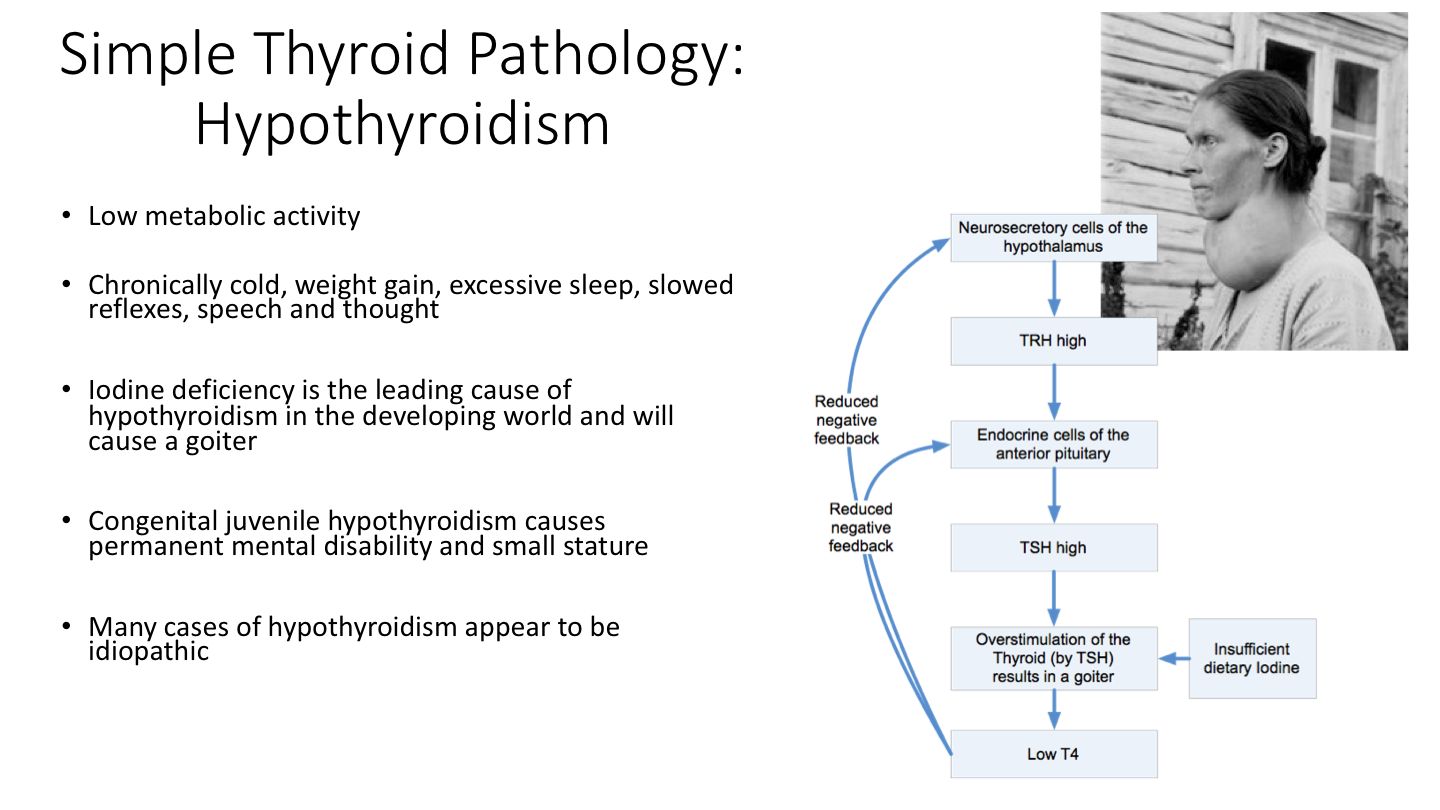 Simple Thyroid Pathology:
Hypothyroidism
• Low metabolic activity
• Chronically cold, weight gain, excessive sleep, slowed
reflexes, speech and thought
• Iodine deficiency is the leading cause of
hypothyroidism in the developing world and will
cause a goiter
• Congenital juvenile hypothyroidism causes
permanent mental disability and small stature
• Many cases of hypothyroidism appear to be
idiopathic
Neurosecretory cells of the
hypothalamus
TRH high
Reduced
negative
feedback
Endocrine cells of the
anterior pituitary
Reduced
negative
feedback
TSH high
Overstimulation of the
Thyroid (by TSH)
results in a goiter
Insufficient
dietary Iodine
Low T4